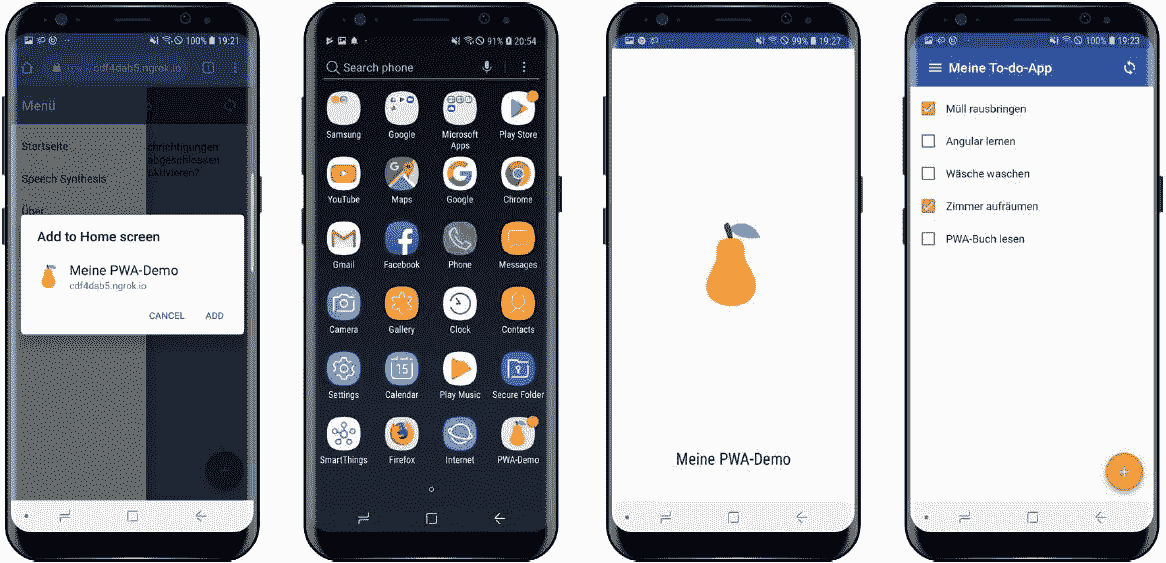 100% 19:21
cdf4dab5.ngrok.io
Menü
Startseite
chrichtigungen
abgeschlossen
aktivieren?
Speech Synthesis
Über
Add to Home screen
Meine PWA-Demo
cdf4dab5.ngrok.io
CANCEL ADD
91% 20:54
Search phone
Samsung Google Microsoft Apps Play Store
YouTube Maps Google Chrome
Gmail Facebook Phone Messages
Camera Gallery Clock Contacts
15
Settings Calendar Play Music Secure Folder
SmartThings Firefox Internet PWA-Demo
99% 19:27
Meine PWA-Demo
100% 19:23
Meine To-do-App
Müll rausbringen
Angular lernen
Wäsche waschen
Zimmer aufräumen
PWA-Buch lesen